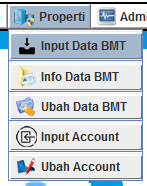 Properti
Input Data BMT
Info Data BMT
Ubah Data BMT
Input Account
Ubah Account